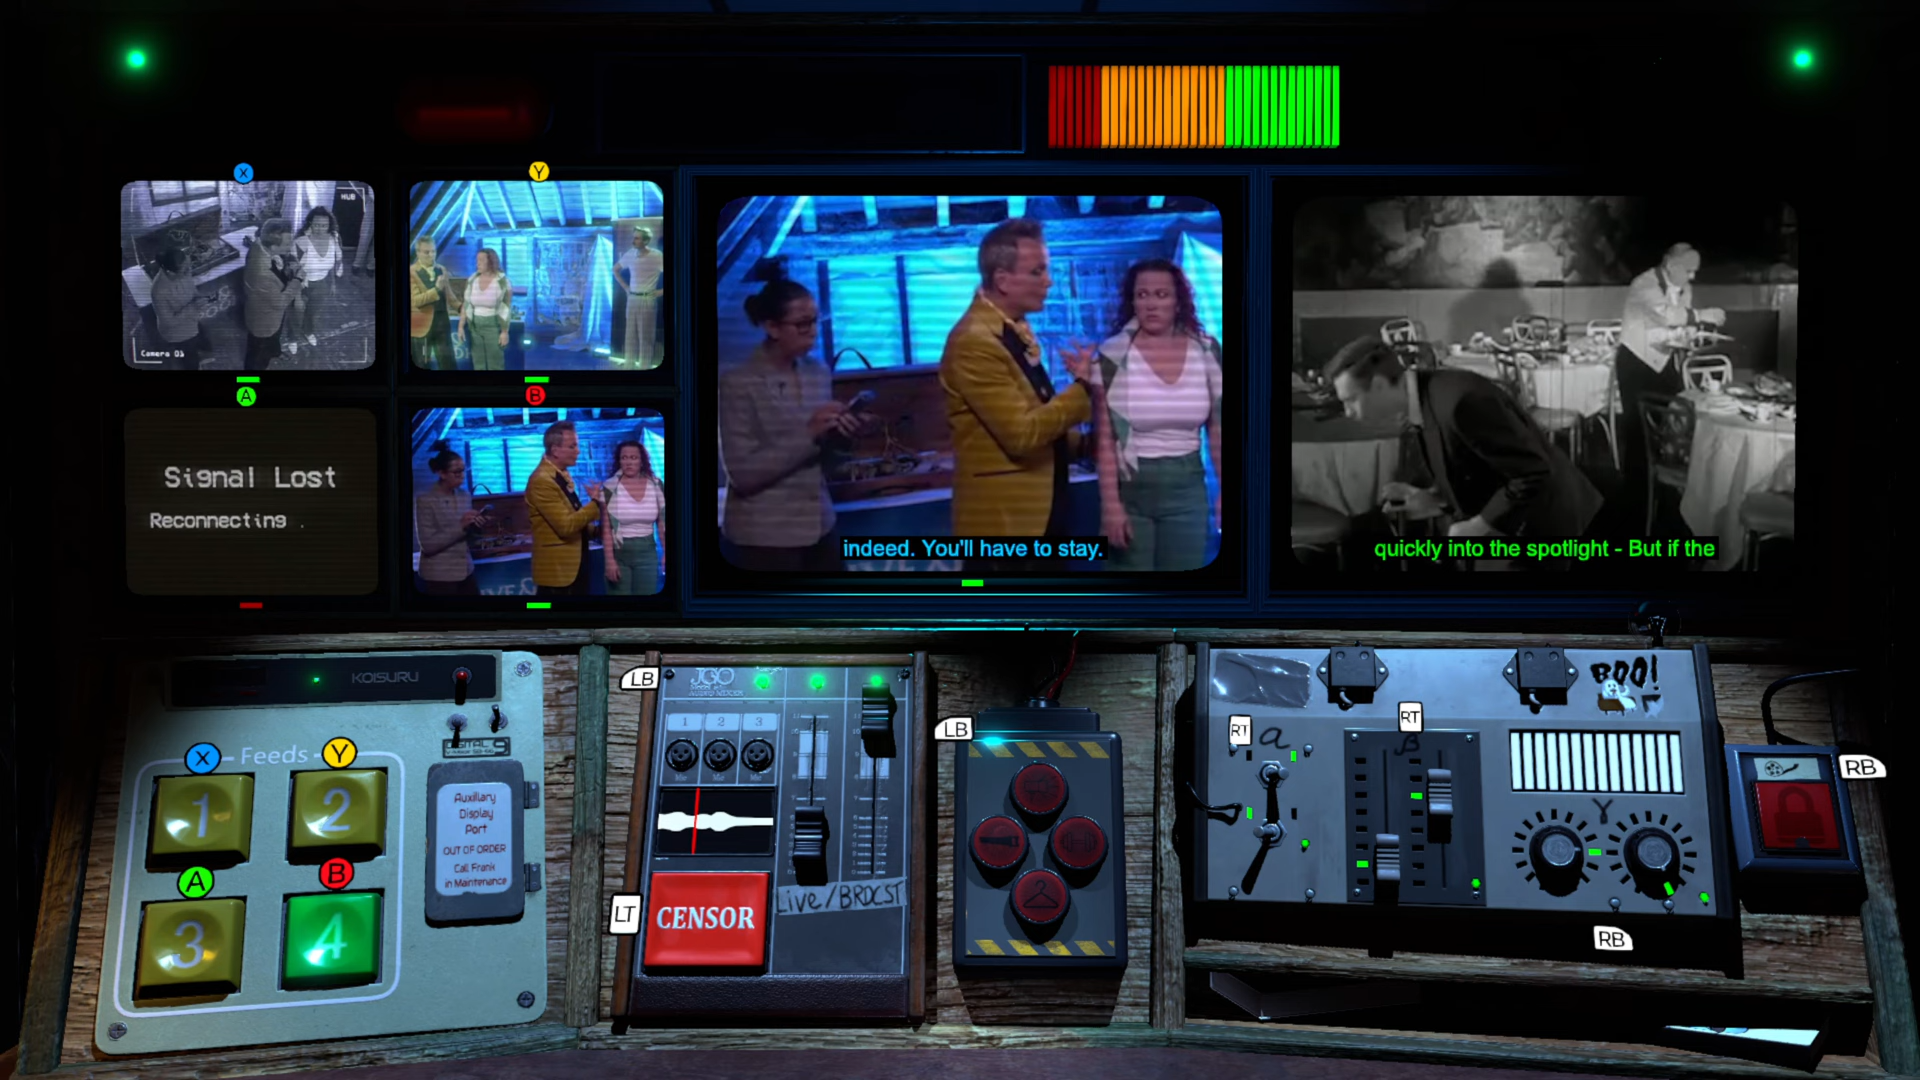 X
Y
HUB
Camera 01
A
B
Signal Lost
Reconnecting .
indeed. You'll have to stay.
quickly into the spotlight - But if the
KOISURU
Feeds
X
Y
1
2
A
B
3
4
Auxiliary
Display
Port
OUT OF ORDER
Call Frank
in Maintenance
LB
JGO
1 2 3
LT
CENSOR
Live/BRDCST
LB
RT
a
RT
β
BOO!
γ
RB
RB